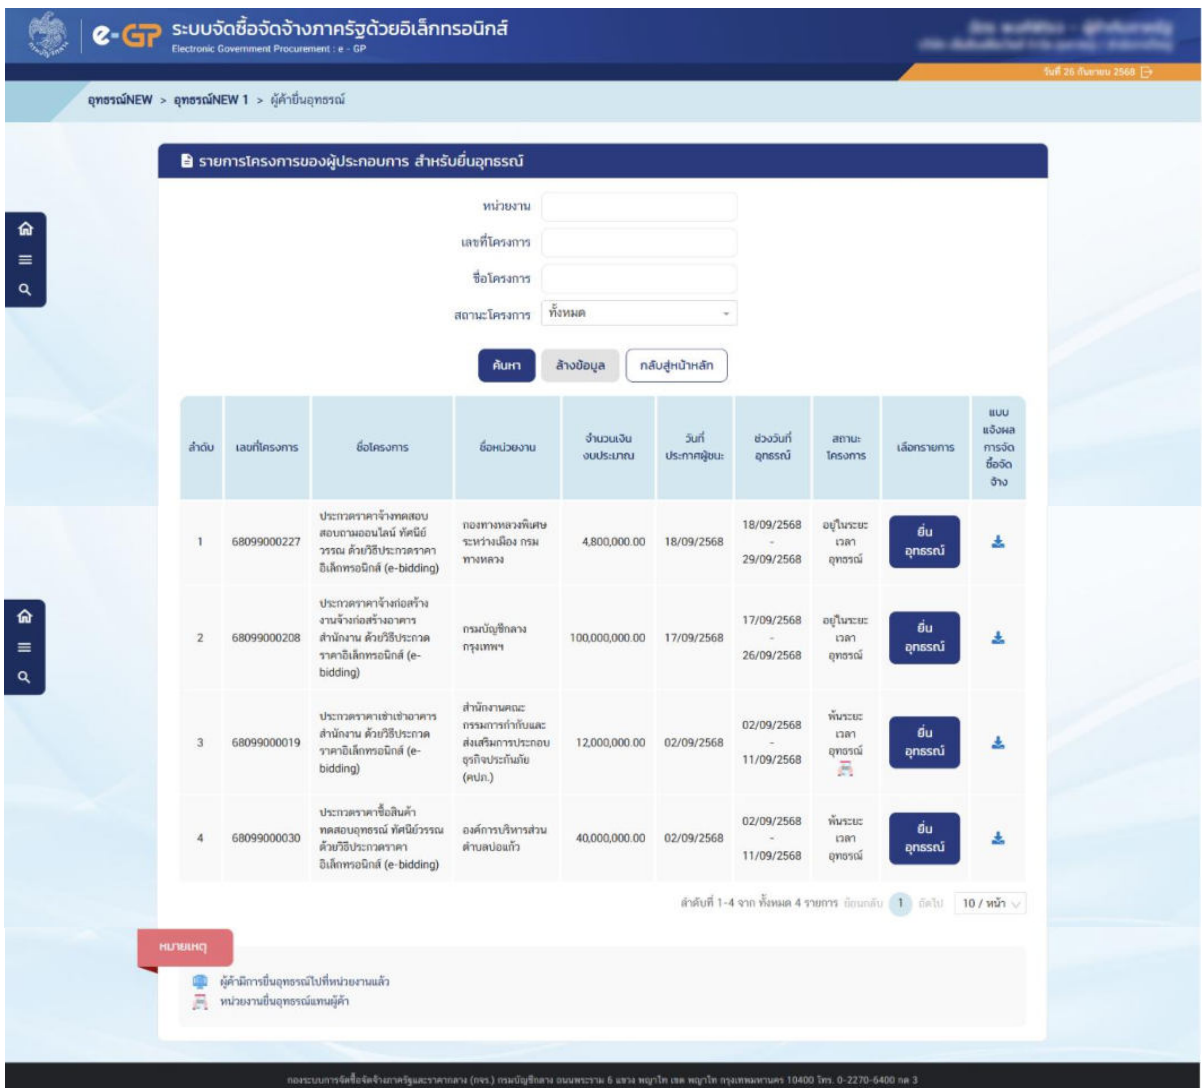 e-GP ระบบจัดซื้อจัดจ้างภาครัฐด้วยอิเล็กทรอนิกส์
Electronic Government Procurement : e - GP
วันที่ 26 กันยายน 2568
อุทธรณ์NEW > อุทธรณ์NEW 1 > ผู้ค้ายื่นอุทธรณ์
รายการโครงการของผู้ประกอบการ สำหรับยื่นอุทธรณ์
หน่วยงาน
เลขที่โครงการ
ชื่อโครงการ
สถานะโครงการ ทั้งหมด
ค้นหา ล้างข้อมูล กลับสู่หน้าหลัก
ลำดับ
เลขที่โครงการ
ชื่อโครงการ
ชื่อหน่วยงาน
จำนวนเงิน
งบประมาณ
วันที่
ประกาศผู้ชนะ
ช่วงวันที่
อุทธรณ์
สถานะ
โครงการ
เลือกรายการ
แบบ
แจ้งผล
การจัด
ซื้อจัด
จ้าง
1
68099000227
ประกวดราคาจ้างทดสอบ
สอบถามออนไลน์ ทัศนีย์
วรรณ ด้วยวิธีประกวดราคา
อิเล็กทรอนิกส์ (e-bidding)
กองทางหลวงพิเศษ
ระหว่างเมือง กรม
ทางหลวง
4,800,000.00
18/09/2568
18/09/2568
-
29/09/2568
อยู่ในระยะ
เวลา
อุทธรณ์
ยื่น
อุทธรณ์
2
68099000208
ประกวดราคาจ้างก่อสร้าง
งานจ้างก่อสร้างอาคาร
สำนักงาน ด้วยวิธีประกวด
ราคาอิเล็กทรอนิกส์ (e-
bidding)
กรมบัญชีกลาง
กรุงเทพฯ
100,000,000.00
17/09/2568
17/09/2568
-
26/09/2568
อยู่ในระยะ
เวลา
อุทธรณ์
ยื่น
อุทธรณ์
3
68099000019
ประกวดราคาเช่าเช่าอาคาร
สำนักงาน ด้วยวิธีประกวด
ราคาอิเล็กทรอนิกส์ (e-
bidding)
สำนักงานคณะ
กรรมการกำกับและ
ส่งเสริมการประกอบ
ธุรกิจประกันภัย
(คปภ.)
12,000,000.00
02/09/2568
02/09/2568
-
11/09/2568
พ้นระยะ
เวลา
อุทธรณ์
ยื่น
อุทธรณ์
4
68099000030
ประกวดราคาซื้อสินค้า
ทดสอบอุทธรณ์ ทัศนีย์วรรณ
ด้วยวิธีประกวดราคา
อิเล็กทรอนิกส์ (e-bidding)
องค์การบริหารส่วน
ตำบลบ่อแก้ว
40,000,000.00
02/09/2568
02/09/2568
-
11/09/2568
พ้นระยะ
เวลา
อุทธรณ์
ยื่น
อุทธรณ์
ลำดับที่ 1-4 จาก ทั้งหมด 4 รายการ ย้อนกลับ 1 ถัดไป 10 / หน้า
หมายเหตุ
ผู้ค้ามีการยื่นอุทธรณ์ไปที่หน่วยงานแล้ว
หน่วยงานยื่นอุทธรณ์แทนผู้ค้า
กองระบบการจัดซื้อจัดจ้างภาครัฐและราคากลาง (กจร.) กรมบัญชีกลาง ถนนพระราม 6 แขวง พญาไท เขต พญาไท กรุงเทพมหานคร 10400 โทร. 0-2270-6400 กด 3